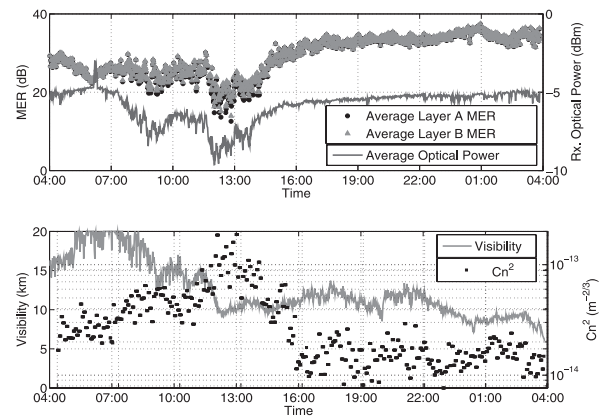 40
0
MER (dB)
20
−5
Rx. Optical Power (dBm)
Average Layer A MER
Average Layer B MER
Average Optical Power
0
−10
04:00 07:00 10:00 13:00 16:00 19:00 22:00 01:00 04:00
Time
20
Visibility
Cn2
15
10−13
Visibility (km)
10
Cn2 (m−2/3)
5
10−14
0
04:00 07:00 10:00 13:00 16:00 19:00 22:00 01:00 04:00
Time